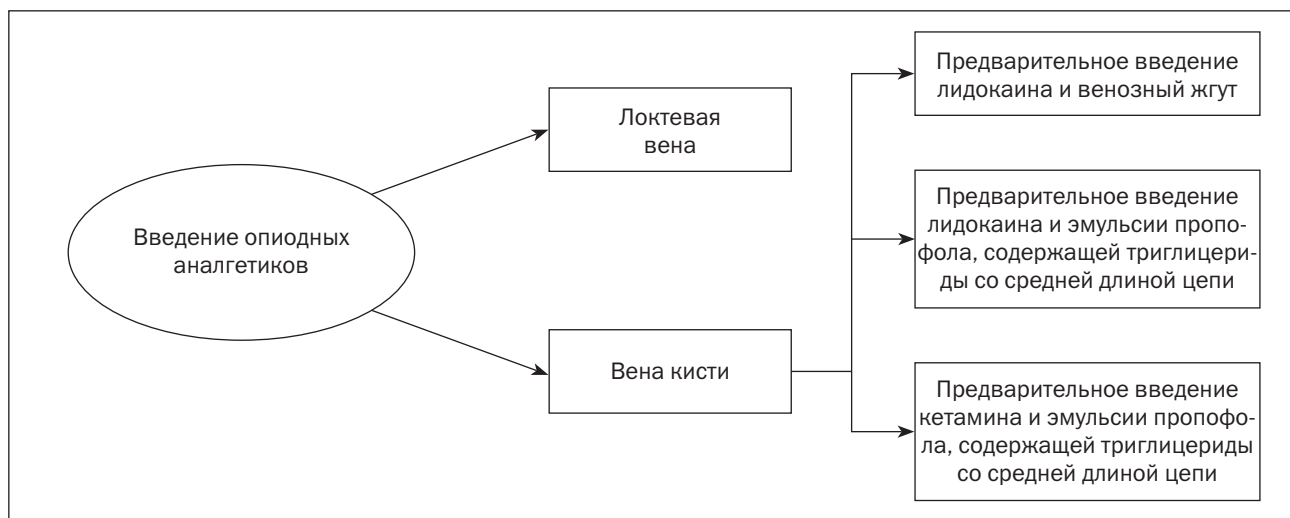 Введение опиодных
аналгетиков
Локтевая
вена
Вена кисти
Предварительное введение
лидокаина и венозный жгут
Предварительное введение
лидокаина и эмульсии пропо-
фола, содержащей триглицери-
ды со средней длиной цепи
Предварительное введение
кетамина и эмульсии пропофо-
ла, содержащей триглицериды
со средней длиной цепи